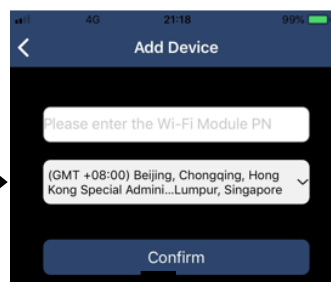 4G 21:18 99%
Add Device
Please enter the Wi-Fi Module PN
(GMT +08:00) Beijing, Chongqing, Hong
Kong Special Admini...Lumpur, Singapore
Confirm